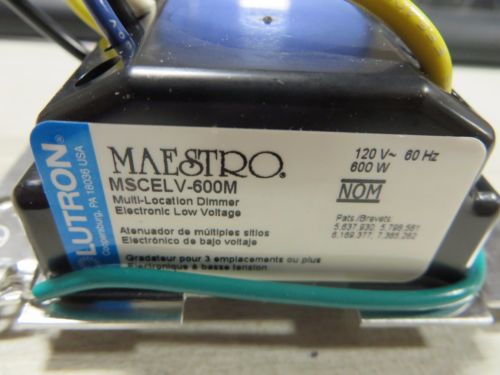 LUTRON®
Coopersburg, PA 18036 USA
MAESTRO®
MSCELV-600M
Multi-Location Dimmer
Electronic Low Voltage
Atenuador de múltiples sitios
Electrónico de bajo voltaje
Gradateur pour 3 emplacements ou plus
Électronique à basse tension
120 V~ 60 Hz
600 W
NOM
Pats/Brevets:
5,637,930; 5,798,581
6,169,377; 7,365,282